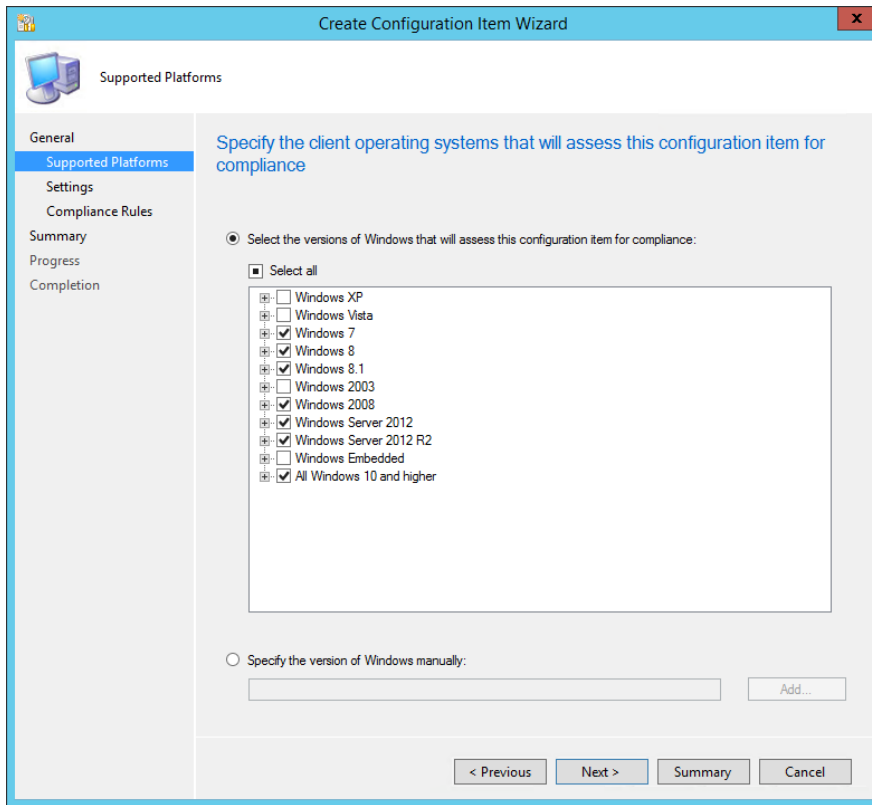 Create Configuration Item Wizard
x
Supported Platforms
General
Supported Platforms
Settings
Compliance Rules
Summary
Progress
Completion
Specify the client operating systems that will assess this configuration item for
compliance
Select the versions of Windows that will assess this configuration item for compliance:
Select all
Windows XP
Windows Vista
Windows 7
Windows 8
Windows 8.1
Windows 2003
Windows 2008
Windows Server 2012
Windows Server 2012 R2
Windows Embedded
All Windows 10 and higher
Specify the version of Windows manually:
Add...
< Previous
Next >
Summary
Cancel